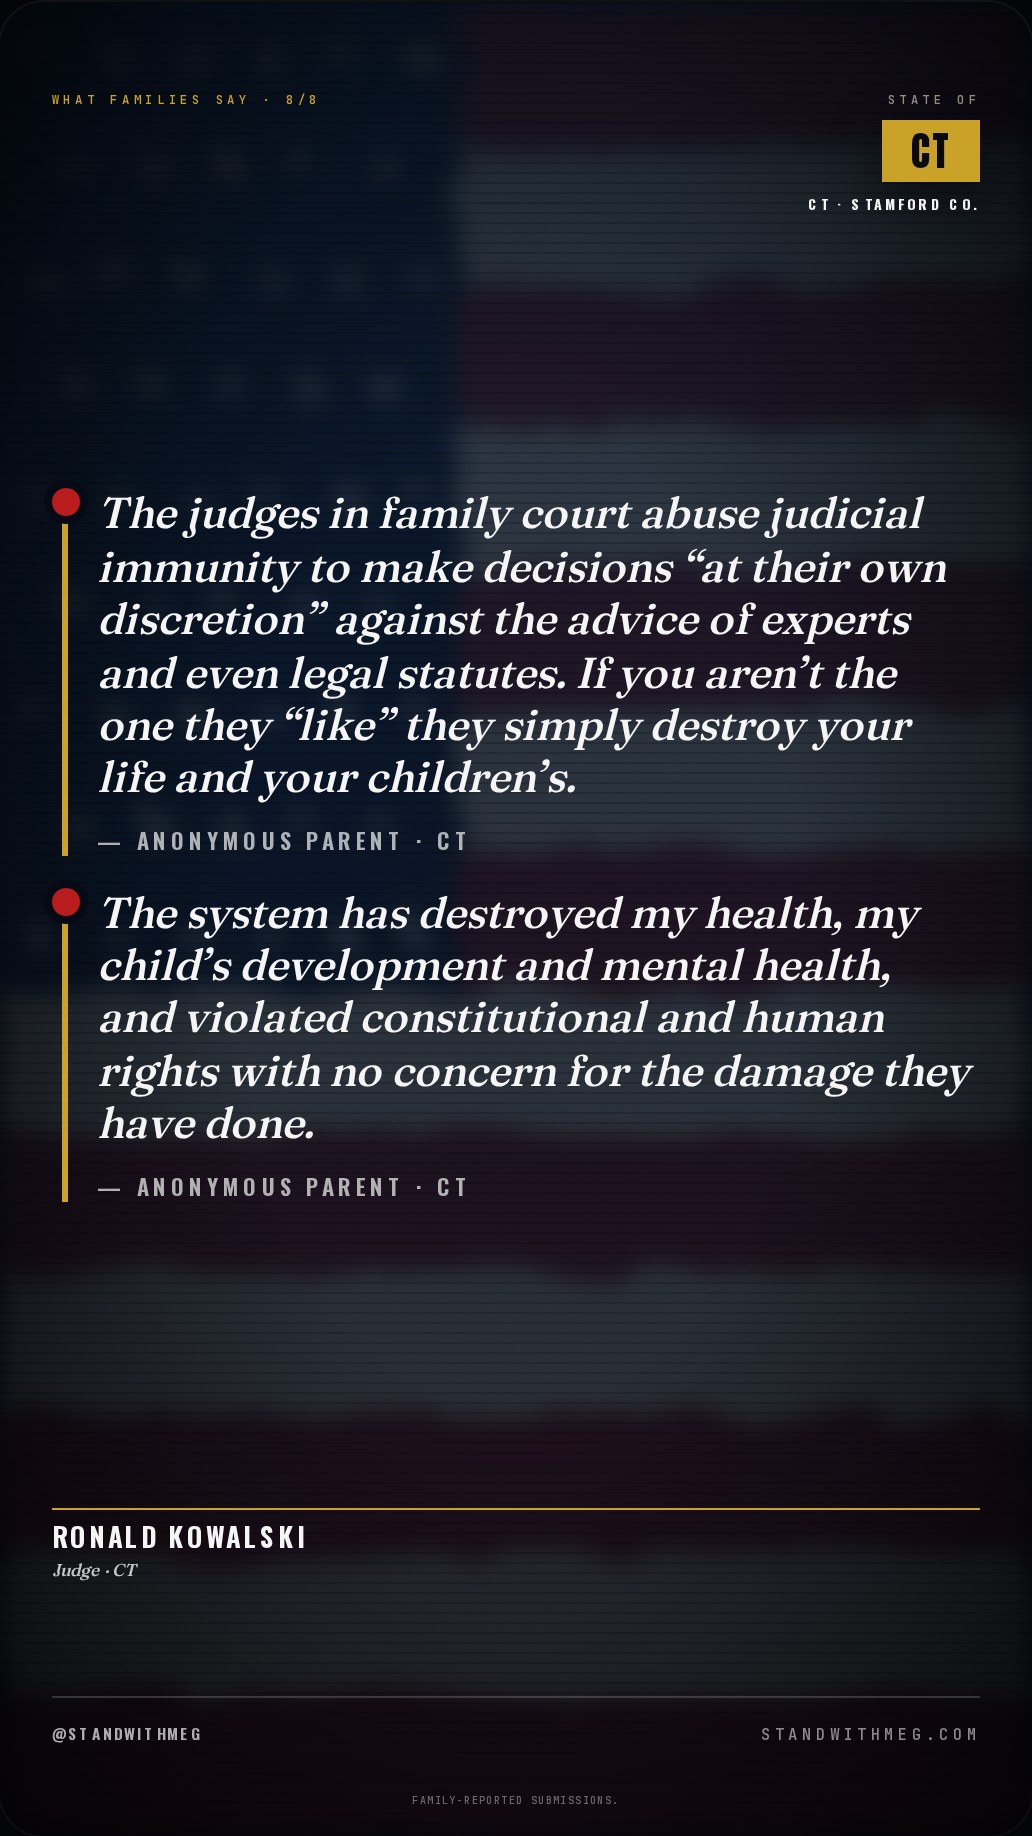 WHAT FAMILIES SAY · 8/8
STATE OF
CT
CT · STAMFORD CO.
The judges in family court abuse judicial
immunity to make decisions “at their own
discretion” against the advice of experts
and even legal statutes. If you aren’t the
one they “like” they simply destroy your
life and your children’s.
— ANONYMOUS PARENT · CT
The system has destroyed my health, my
child’s development and mental health,
and violated constitutional and human
rights with no concern for the damage they
have done.
— ANONYMOUS PARENT · CT
RONALD KOWALSKI
Judge · CT
@STANDWITHMEG
STANDWITHMEG.COM
FAMILY-REPORTED SUBMISSIONS.